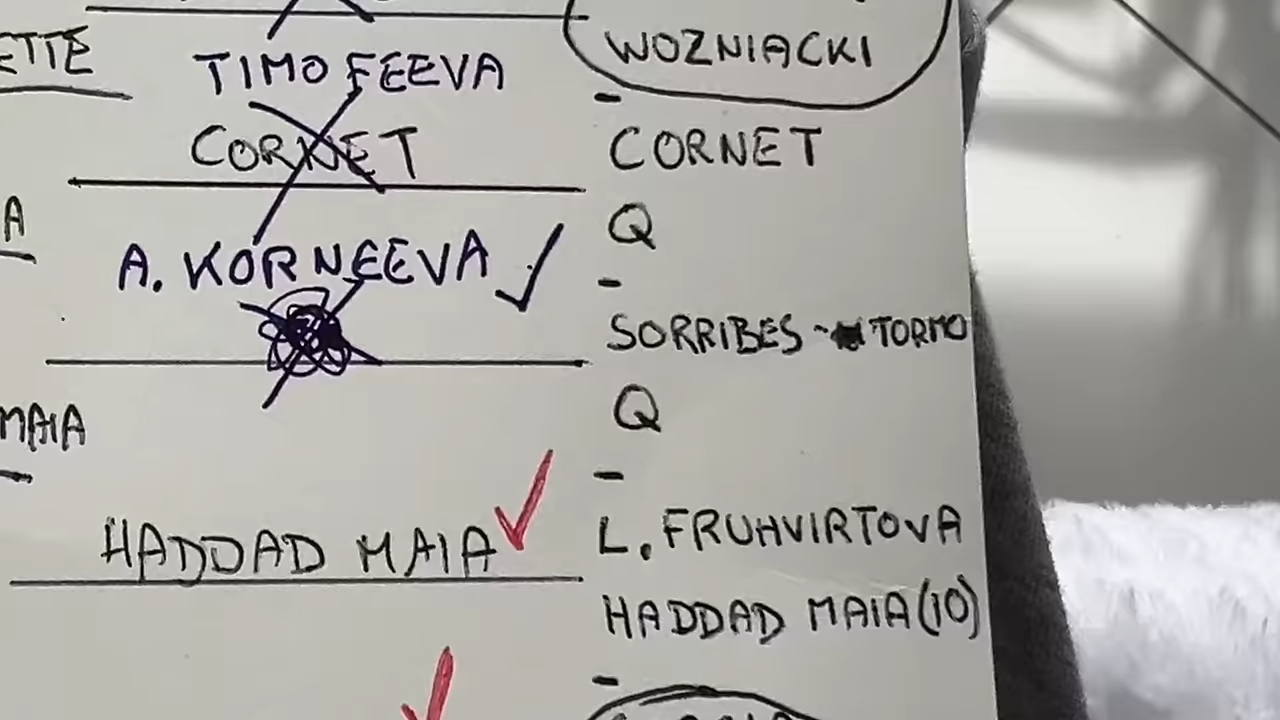 ETTE
TIMOFEEVA
CORNET
A
A. KORNEEVA
MAIA
HADDAD MAIA
WOZNIACKI
-
CORNET
Q
-
SORRIBES - TORMO
Q
-
L. FRUHVIRTOVA
HADDAD MAIA (10)
-